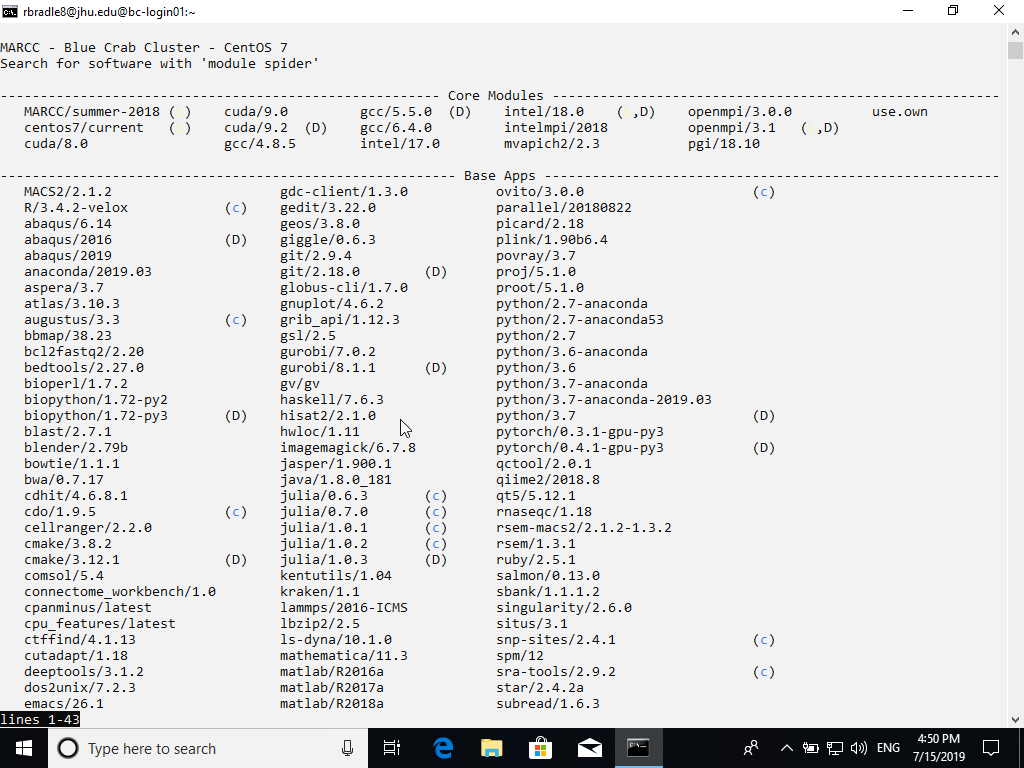 rbradle8@jhu.edu@bc-login01:~
MARCC - Blue Crab Cluster - CentOS 7
Search for software with 'module spider'
------------------------------------------------------- Core Modules ---------------------------------------------------------
MARCC/summer-2018 ( ) cuda/9.0 gcc/5.5.0 (D) intel/18.0 ( ,D) openmpi/3.0.0 use.own
centos7/current ( ) cuda/9.2 (D) gcc/6.4.0 intelmpi/2018 openmpi/3.1 ( ,D)
cuda/8.0 gcc/4.8.5 intel/17.0 mvapich2/2.3 pgi/18.10
--------------------------------------------------------- Base Apps ----------------------------------------------------------
MACS2/2.1.2 gdc-client/1.3.0 ovito/3.0.0 (c)
R/3.4.2-velox (c) gedit/3.22.0 parallel/20180822
abaqus/6.14 geos/3.8.0 picard/2.18
abaqus/2016 (D) giggle/0.6.3 plink/1.90b6.4
abaqus/2019 git/2.9.4 povray/3.7
anaconda/2019.03 git/2.18.0 (D) proj/5.1.0
aspera/3.7 globus-cli/1.7.0 proot/5.1.0
atlas/3.10.3 gnuplot/4.6.2 python/2.7-anaconda
augustus/3.3 (c) grib_api/1.12.3 python/2.7-anaconda53
bbmap/38.23 gsl/2.5 python/2.7
bcl2fastq2/2.20 gurobi/7.0.2 python/3.6-anaconda
bedtools/2.27.0 gurobi/8.1.1 (D) python/3.6
bioperl/1.7.2 gv/gv python/3.7-anaconda
biopython/1.72-py2 haskell/7.6.3 python/3.7-anaconda-2019.03
biopython/1.72-py3 (D) hisat2/2.1.0 python/3.7 (D)
blast/2.7.1 hwloc/1.11 pytorch/0.3.1-gpu-py3
blender/2.79b imagemagick/6.7.8 pytorch/0.4.1-gpu-py3 (D)
bowtie/1.1.1 jasper/1.900.1 qctool/2.0.1
bwa/0.7.17 java/1.8.0_181 qiime2/2018.8
cdhit/4.6.8.1 julia/0.6.3 (c) qt5/5.12.1
cdo/1.9.5 (c) julia/0.7.0 (c) rnaseqc/1.18
cellranger/2.2.0 julia/1.0.1 (c) rsem-macs2/2.1.2-1.3.2
cmake/3.8.2 julia/1.0.2 (c) rsem/1.3.1
cmake/3.12.1 (D) julia/1.0.3 (D) ruby/2.5.1
comsol/5.4 kentutils/1.04 salmon/0.13.0
connectome_workbench/1.0 kraken/1.1 sbank/1.1.1.2
cpanminus/latest lammps/2016-ICMS singularity/2.6.0
cpu_features/latest lbzip2/2.5 situs/3.1
ctffind/4.1.13 ls-dyna/10.1.0 snp-sites/2.4.1 (c)
cutadapt/1.18 mathematica/11.3 spm/12
deeptools/3.1.2 matlab/R2016a sra-tools/2.9.2 (c)
dos2unix/7.2.3 matlab/R2017a star/2.4.2a
emacs/26.1 matlab/R2018a subread/1.6.3
lines 1-43
Type here to search
ENG
4:50 PM
7/15/2019